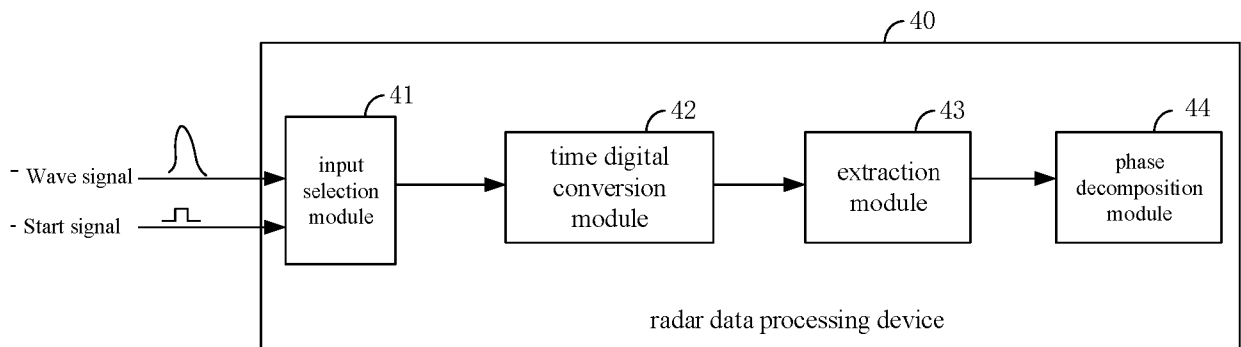 40
41
42
43
44
input
selection
module
time digital
conversion
module
extraction
module
phase
decomposition
module
- Wave signal
- Start signal
radar data processing device